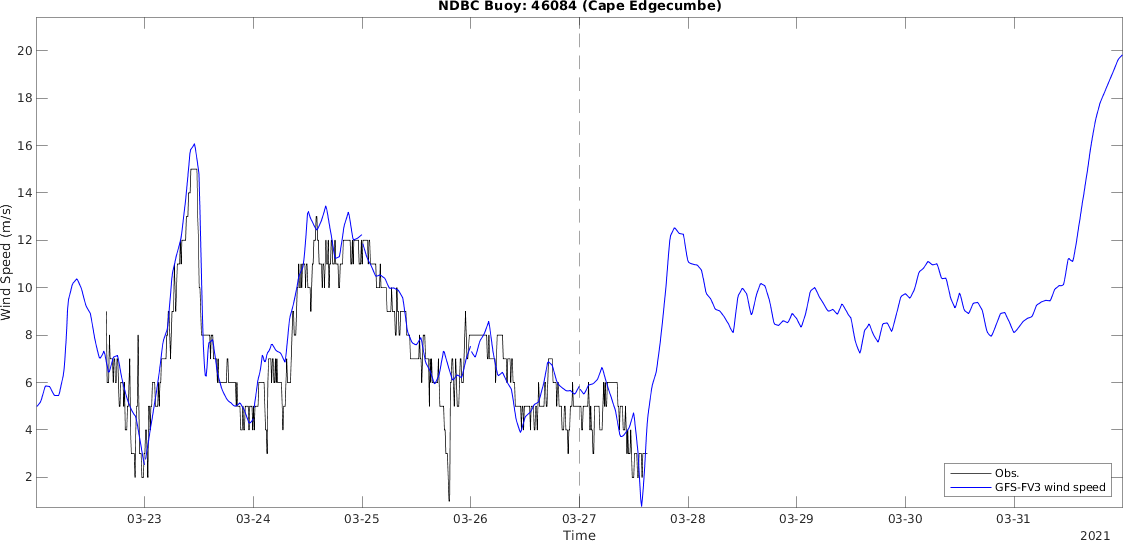 NDBC Buoy: 46084 (Cape Edgecumbe)
20
18
16
14
12
10
8
6
4
2
Wind Speed (m/s)
Obs.
GFS-FV3 wind speed
03-23 03-24 03-25 03-26 03-27 03-28 03-29 03-30 03-31
Time
2021